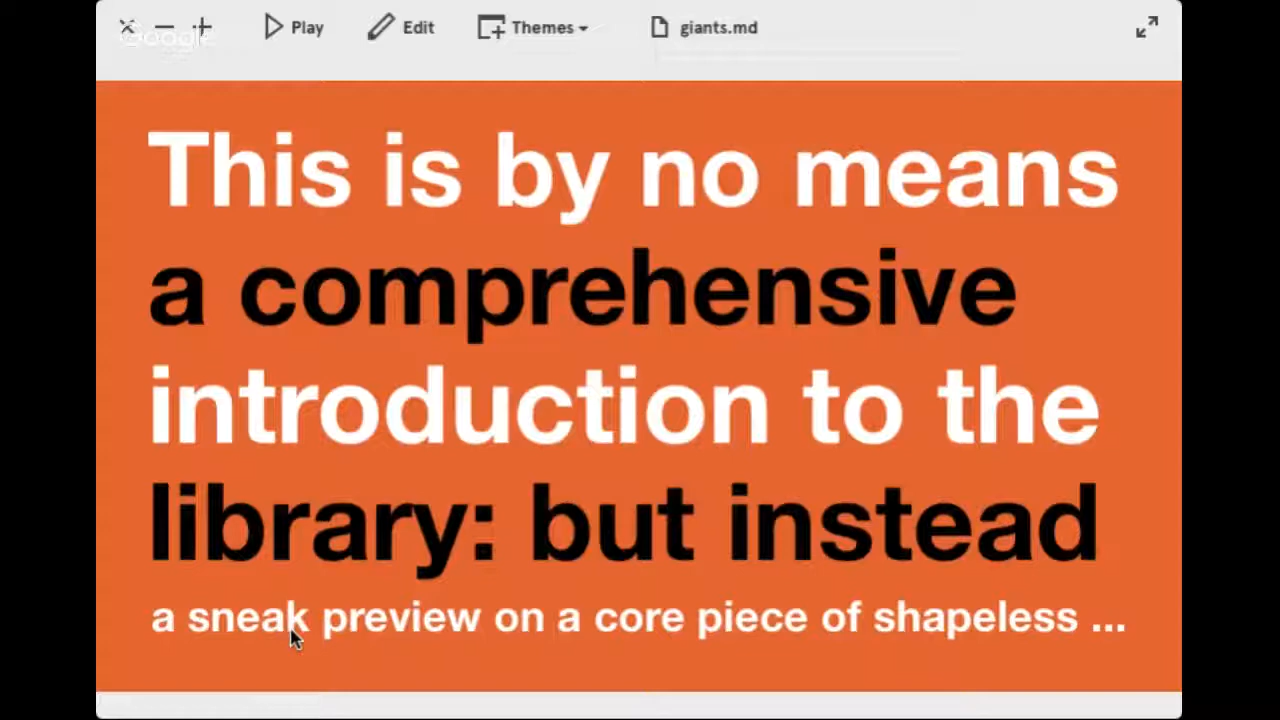 Google
Play Edit Themes giants.md
This is by no means
a comprehensive
introduction to the
library: but instead
a sneak preview on a core piece of shapeless ...